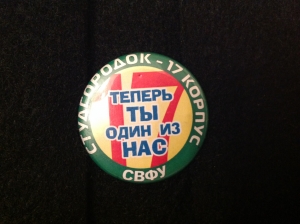 СТУДГОРОДОК - 17 КОРПУС
17
ТЕПЕРЬ
ТЫ
ОДИН ИЗ
НАС
СВФУ